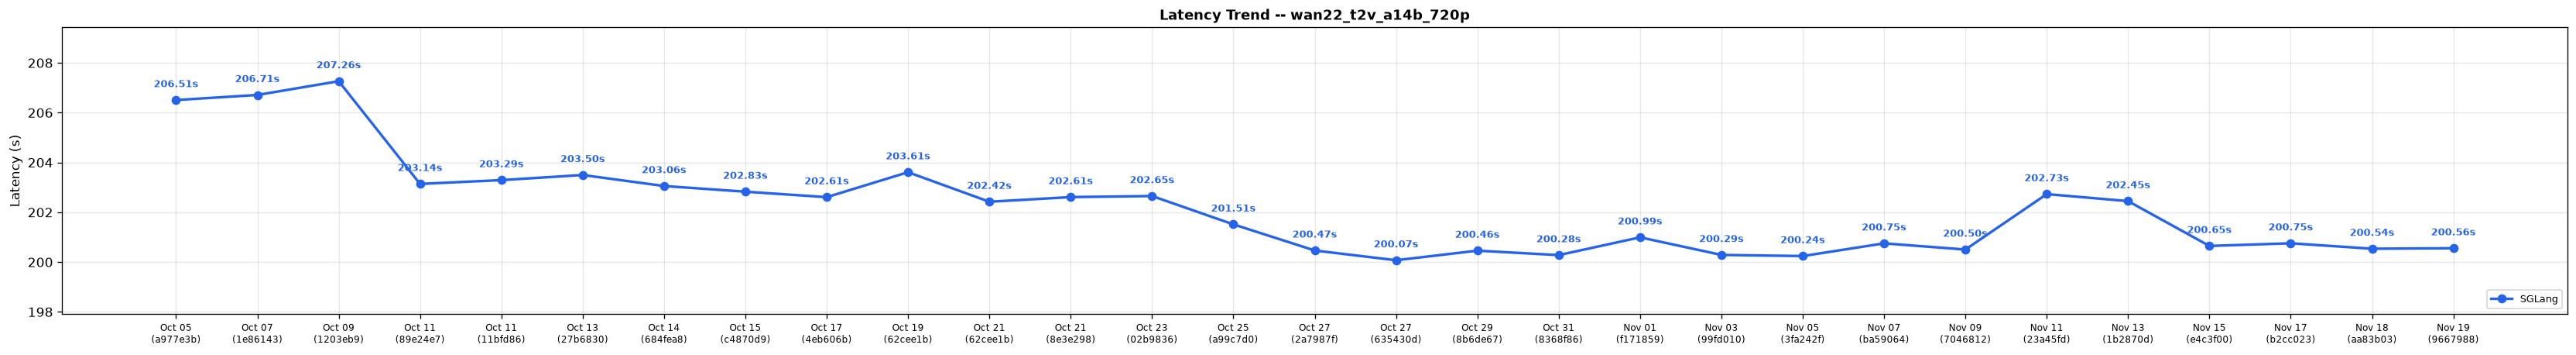 Latency Trend -- wan22_t2v_a14b_720p
Latency (s)
208
206
204
202
200
198
206.51s
206.71s
207.26s
203.14s
203.29s
203.50s
203.06s
202.83s
202.61s
203.61s
202.42s
202.61s
202.65s
201.51s
200.47s
200.07s
200.46s
200.28s
200.99s
200.29s
200.24s
200.75s
200.50s
202.73s
202.45s
200.65s
200.75s
200.54s
200.56s
SGLang
Oct 05
(a977e3b)
Oct 07
(1e86143)
Oct 09
(1203eb9)
Oct 11
(89e24e7)
Oct 11
(11bfd86)
Oct 13
(27b6830)
Oct 14
(684fea8)
Oct 15
(c4870d9)
Oct 17
(4eb606b)
Oct 19
(62cee1b)
Oct 21
(62cee1b)
Oct 21
(8e3e298)
Oct 23
(02b9836)
Oct 25
(a99c7d0)
Oct 27
(2a7987f)
Oct 27
(635430d)
Oct 29
(8b6de67)
Oct 31
(8368f86)
Nov 01
(f171859)
Nov 03
(99fd010)
Nov 05
(3fa242f)
Nov 07
(ba59064)
Nov 09
(7046812)
Nov 11
(23a45fd)
Nov 13
(1b2870d)
Nov 15
(e4c3f00)
Nov 17
(b2cc023)
Nov 18
(aa83b03)
Nov 19
(9667988)